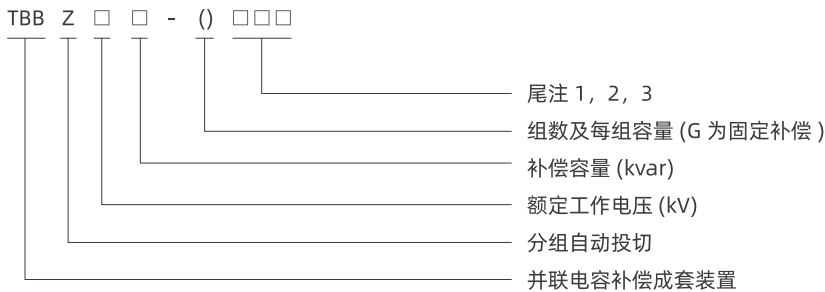 TBB Z □ □ - () □□□
尾注 1，2，3
组数及每组容量 (G 为固定补偿 )
补偿容量 (kvar)
额定工作电压 (kV)
分组自动投切
并联电容补偿成套装置